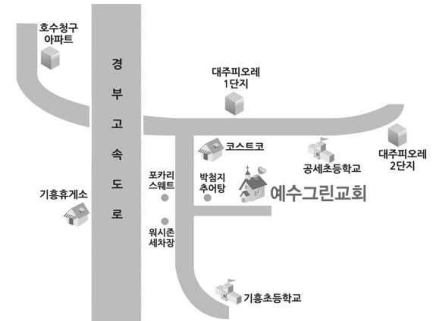 호수청구
아파트
경부고속도로
대주피오레
1단지
코스트코
공세초등학교
대주피오레
2단지
포카리
스웨트
박첨지
추어탕
예수그린교회
기흥휴게소
워시존
세차장
기흥초등학교